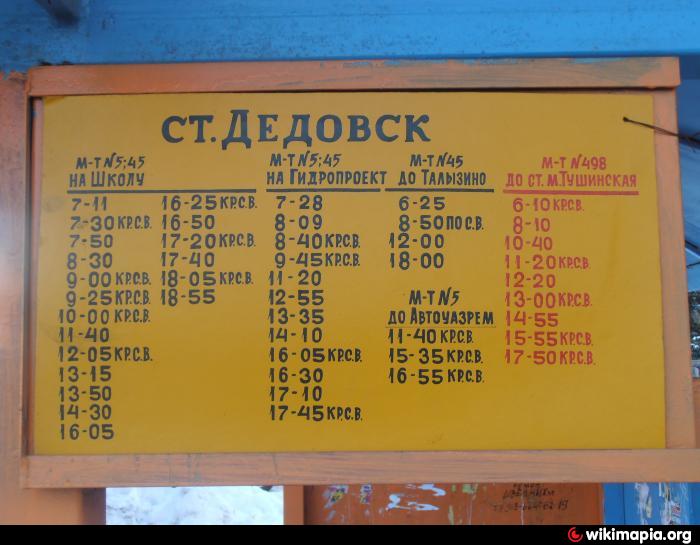 СТ. ДЕДОВСК
М-Т №5;45
НА ШКОЛУ
7-11
7-30 КР.С.В.
7-50
8-30
9-00 КР.С.В.
9-25 КР.С.В.
10-00 КР.С.В.
11-40
12-05 КР.С.В.
13-15
13-50
14-30
16-05
16-25 КР.С.В.
16-50
17-20 КР.С.В.
17-40
18-05 КР.С.В.
18-55
М-Т №5;45
НА ГИДРОПРОЕКТ
7-28
8-09
8-40 КР.С.В.
9-45 КР.С.В.
11-20
12-55
13-35
14-10
16-05 КР.С.В.
16-30
17-10
17-45 КР.С.В.
М-Т №45
ДО ТАЛЫЗИНО
6-25
8-50 ПО С.В.
12-00
18-00
М-Т №5
ДО АВТОУАЗРЕМ
11-40 КР.С.В.
15-35 КР.С.В.
16-55 КР.С.В.
М-Т №498
ДО СТ. М. ТУШИНСКАЯ
6-10 КР.С.В.
8-10
10-40
11-20 КР.С.В.
12-20
13-00 КР.С.В.
14-55
15-55 КР.С.В.
17-50 КР.С.В.
wikimapia.org